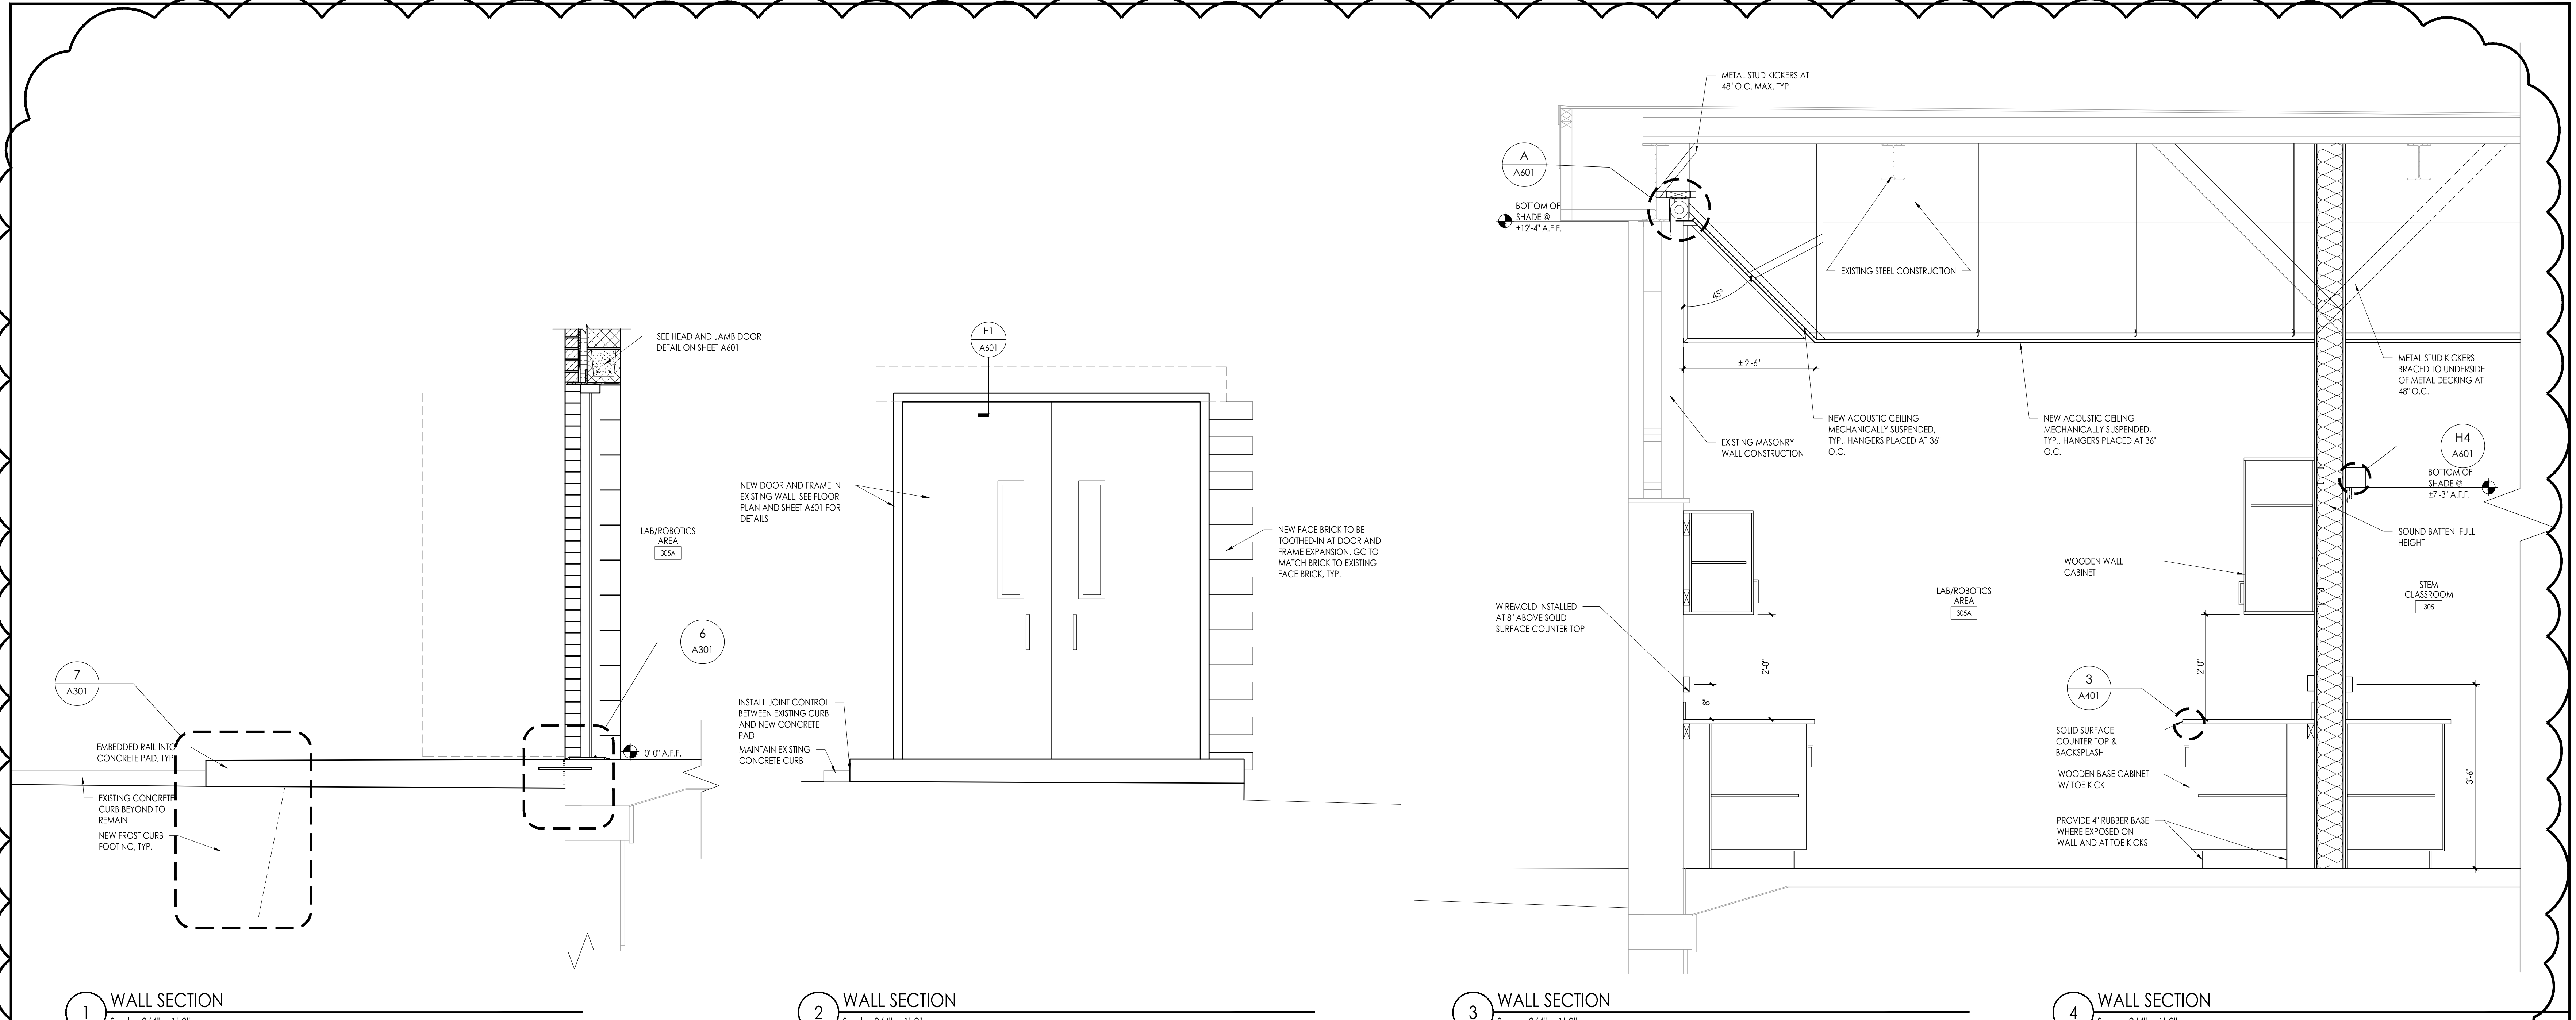 METAL STUD KICKERS AT
48" O.C. MAX. TYP.
A
A601
BOTTOM OF
SHADE @
±12'-4" A.F.F.
EXISTING STEEL CONSTRUCTION
45°
± 2'-6"
SEE HEAD AND JAMB DOOR
DETAIL ON SHEET A601
H1
A601
METAL STUD KICKERS
BRACED TO UNDERSIDE
OF METAL DECKING AT
48" O.C.
NEW ACOUSTIC CEILING
MECHANICALLY SUSPENDED,
TYP., HANGERS PLACED AT 36"
O.C.
NEW ACOUSTIC CEILING
MECHANICALLY SUSPENDED,
TYP., HANGERS PLACED AT 36"
O.C.
EXISTING MASONRY
WALL CONSTRUCTION
H4
A601
BOTTOM OF
SHADE @
±7'-3" A.F.F.
NEW DOOR AND FRAME IN
EXISTING WALL, SEE FLOOR
PLAN AND SHEET A601 FOR
DETAILS
LAB/ROBOTICS
AREA
305A
NEW FACE BRICK TO BE
TOOTHED-IN AT DOOR AND
FRAME EXPANSION, GC TO
MATCH BRICK TO EXISTING
FACE BRICK, TYP.
SOUND BATTEN, FULL
HEIGHT
WOODEN WALL
CABINET
LAB/ROBOTICS
AREA
305A
STEM
CLASSROOM
305
WIREMOLD INSTALLED
AT 8" ABOVE SOLID
SURFACE COUNTER TOP
6
A301
7
A301
2'-0"
8"
2'-0"
3
A401
3'-6"
INSTALL JOINT CONTROL
BETWEEN EXISTING CURB
AND NEW CONCRETE
PAD
MAINTAIN EXISTING
CONCRETE CURB
SOLID SURFACE
COUNTER TOP &
BACKSPLASH
EMBEDDED RAIL INTO
CONCRETE PAD, TYP.
0'-0" A.F.F.
WOODEN BASE CABINET
W/ TOE KICK
EXISTING CONCRETE
CURB BEYOND TO
REMAIN
NEW FROST CURB
FOOTING, TYP.
PROVIDE 4" RUBBER BASE
WHERE EXPOSED ON
WALL AND AT TOE KICKS
1 WALL SECTION
2 WALL SECTION
3 WALL SECTION
4 WALL SECTION